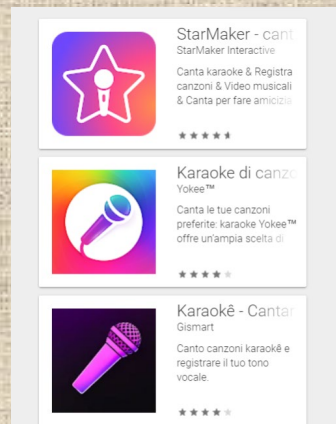 StarMaker - cant
StarMaker Interactive
Canta karaoke & Registra
canzoni & Video musicali
& Canta per fare amicizia
Karaoke di canzo
Yokee™
Canta le tue canzoni
preferite: karaoke Yokee™
offre un'ampia scelta di
Karaokê - Cantar
Gismart
Canto canzoni karaokê e
registrare il tuo tono
vocale.